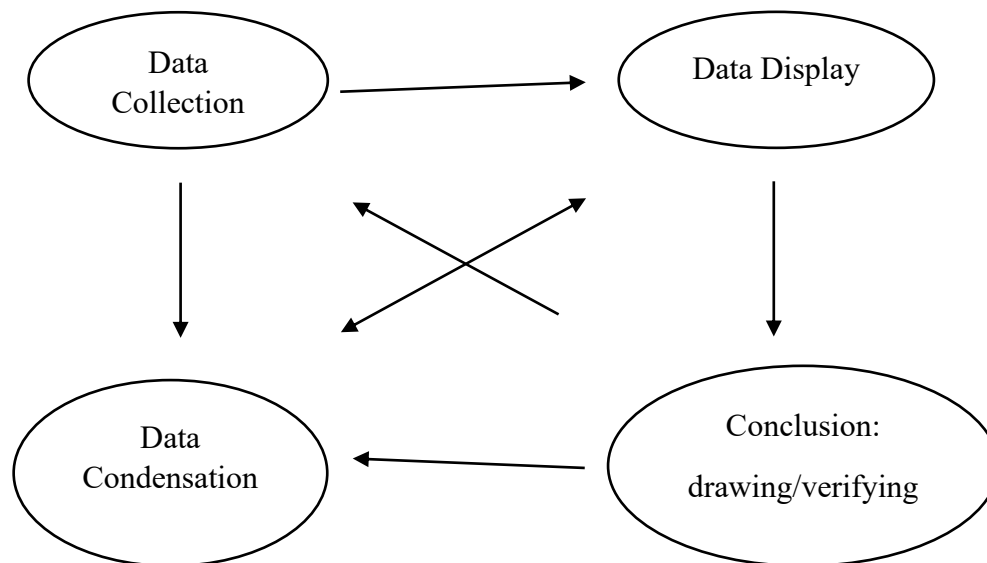 Data
Collection
Data Display
Data
Condensation
Conclusion:
drawing/verifying